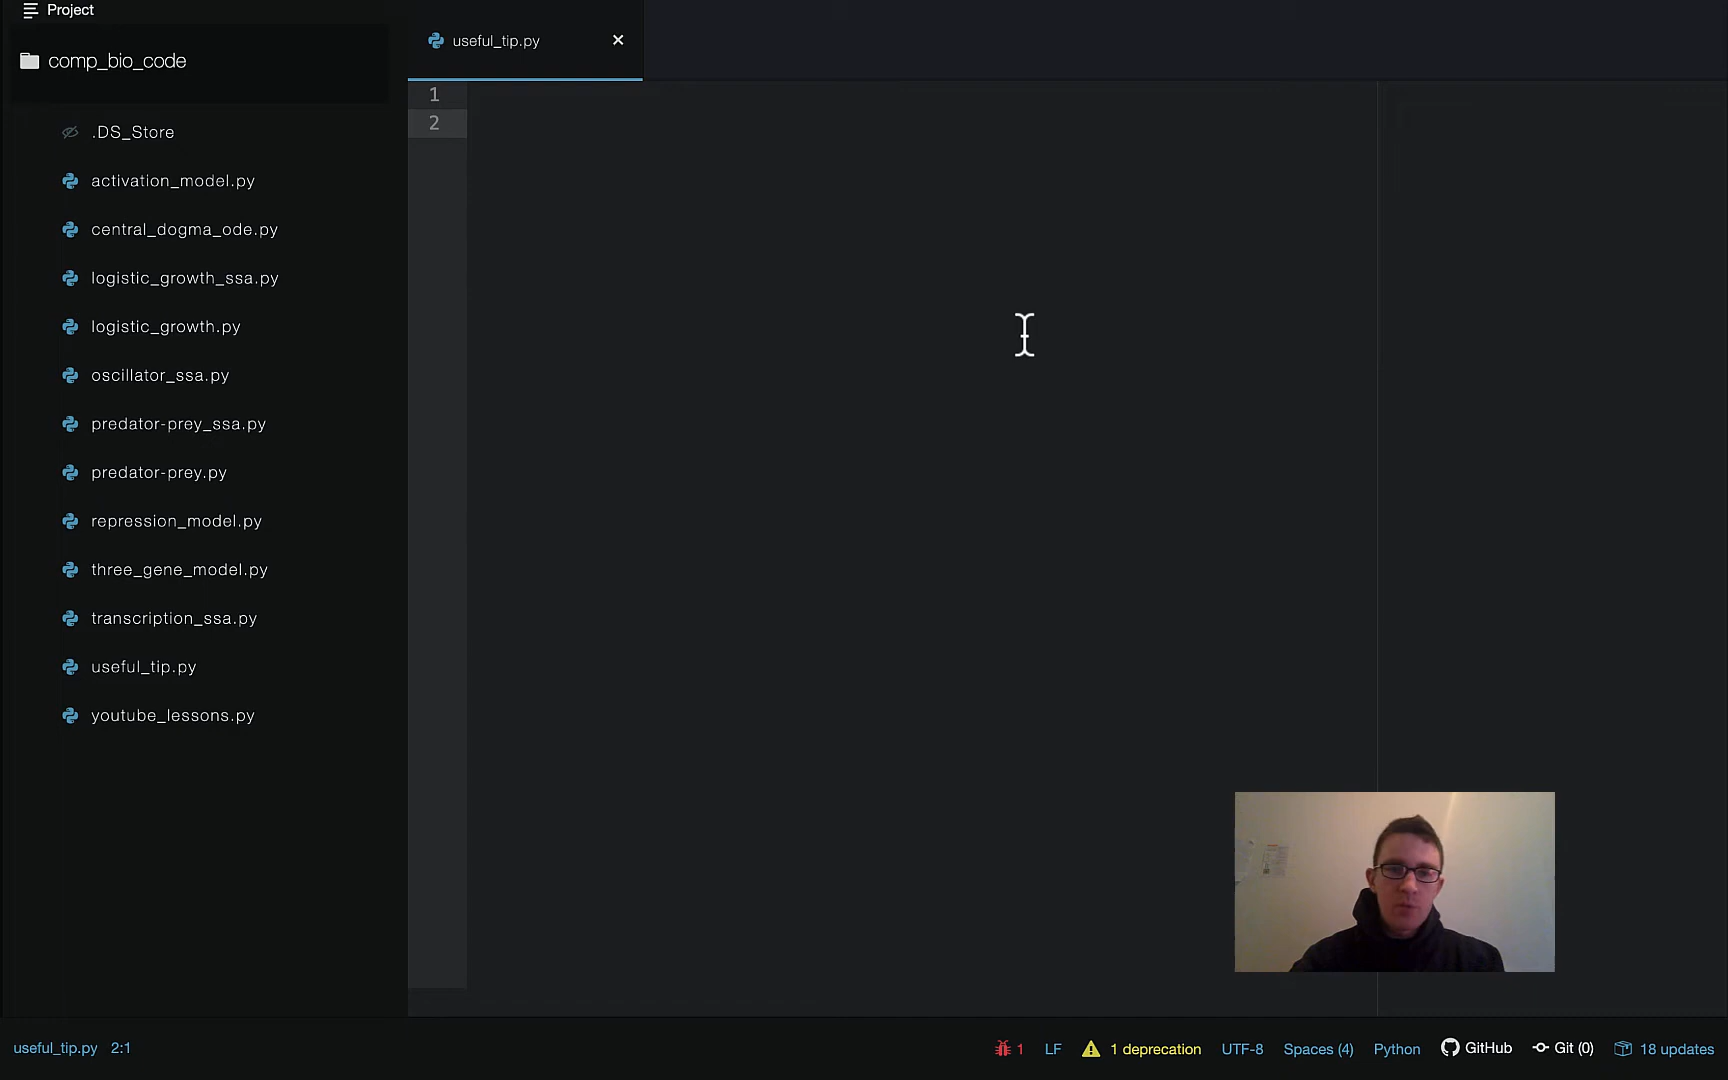 Project
comp_bio_code
.DS_Store
activation_model.py
central_dogma_ode.py
logistic_growth_ssa.py
logistic_growth.py
oscillator_ssa.py
predator-prey_ssa.py
predator-prey.py
repression_model.py
three_gene_model.py
transcription_ssa.py
useful_tip.py
youtube_lessons.py
useful_tip.py
1
2
useful_tip.py 2:1
1 LF 1 deprecation UTF-8 Spaces (4) Python GitHub Git (0) 18 updates